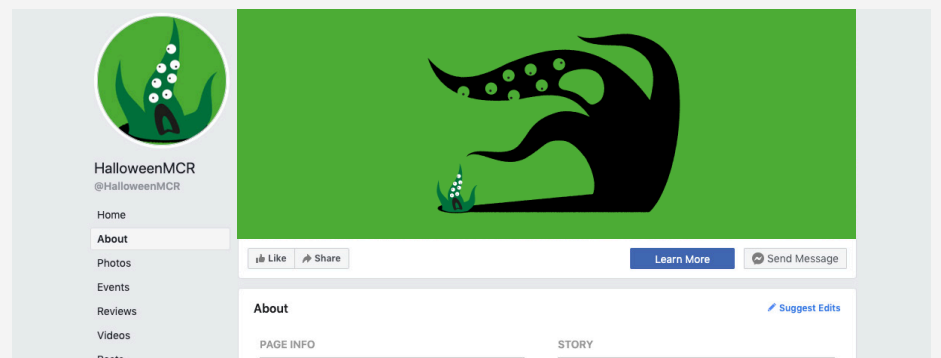 HalloweenMCR
@HalloweenMCR
Home
About
Photos
Events
Reviews
Videos
Like Share Learn More Send Message
About Suggest Edits
PAGE INFO STORY